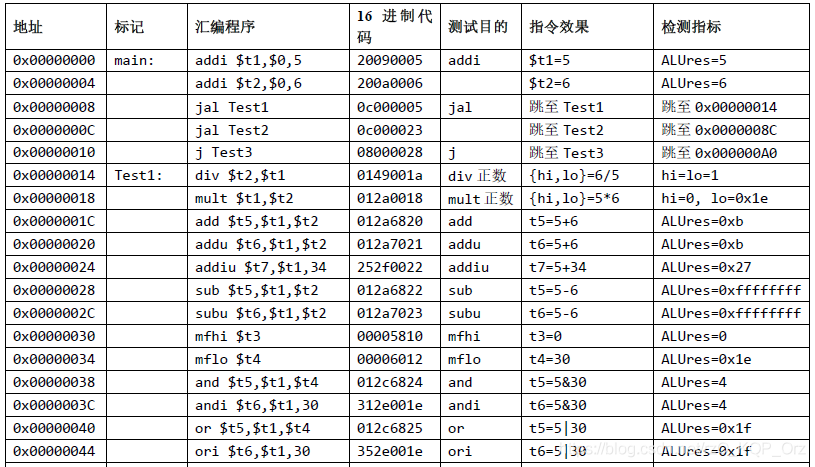 地址 标记 汇编程序 16 进制代码 测试目的 指令效果 检测指标
0x00000000 main: addi $t1,$0,5 20090005 addi $t1=5 ALUres=5
0x00000004 addi $t2,$0,6 200a0006 $t2=6 ALUres=6
0x00000008 jal Test1 0c000005 jal 跳至 Test1 跳至 0x00000014
0x0000000C jal Test2 0c000023 跳至 Test2 跳至 0x0000008C
0x00000010 j Test3 08000028 j 跳至 Test3 跳至 0x000000A0
0x00000014 Test1: div $t2,$t1 0149001a div 正数 {hi,lo}=6/5 hi=lo=1
0x00000018 mult $t1,$t2 012a0018 mult 正数 {hi,lo}=5*6 hi=0, lo=0x1e
0x0000001C add $t5,$t1,$t2 012a6820 add t5=5+6 ALUres=0xb
0x00000020 addu $t6,$t1,$t2 012a7021 addu t6=5+6 ALUres=0xb
0x00000024 addiu $t7,$t1,34 252f0022 addiu t7=5+34 ALUres=0x27
0x00000028 sub $t5,$t1,$t2 012a6822 sub t5=5-6 ALUres=0xffffffff
0x0000002C subu $t6,$t1,$t2 012a7023 subu t6=5-6 ALUres=0xffffffff
0x00000030 mfhi $t3 00005810 mfhi t3=0 ALUres=0
0x00000034 mflo $t4 00006012 mflo t4=30 ALUres=0x1e
0x00000038 and $t5,$t1,$t4 012c6824 and t5=5&30 ALUres=4
0x0000003C andi $t6,$t1,30 312e001e andi t6=5&30 ALUres=4
0x00000040 or $t5,$t1,$t4 012c6825 or t5=5|30 ALUres=0x1f
0x00000044 ori $t6,$t1,30 352e001e ori t6=5|30 ALUres=0x1f